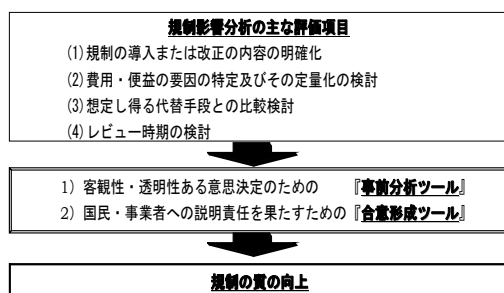 規制影響分析の主な評価項目
(1)規制の導入または改正の内容の明確化
(2)費用・便益の要因の特定及びその定量化の検討
(3)想定し得る代替手段との比較検討
(4)レビュー時期の検討
1) 客観性・透明性ある意思決定のための 『事前分析ツール』
2) 国民・事業者への説明責任を果たすための『合意形成ツール』
規制の質の向上